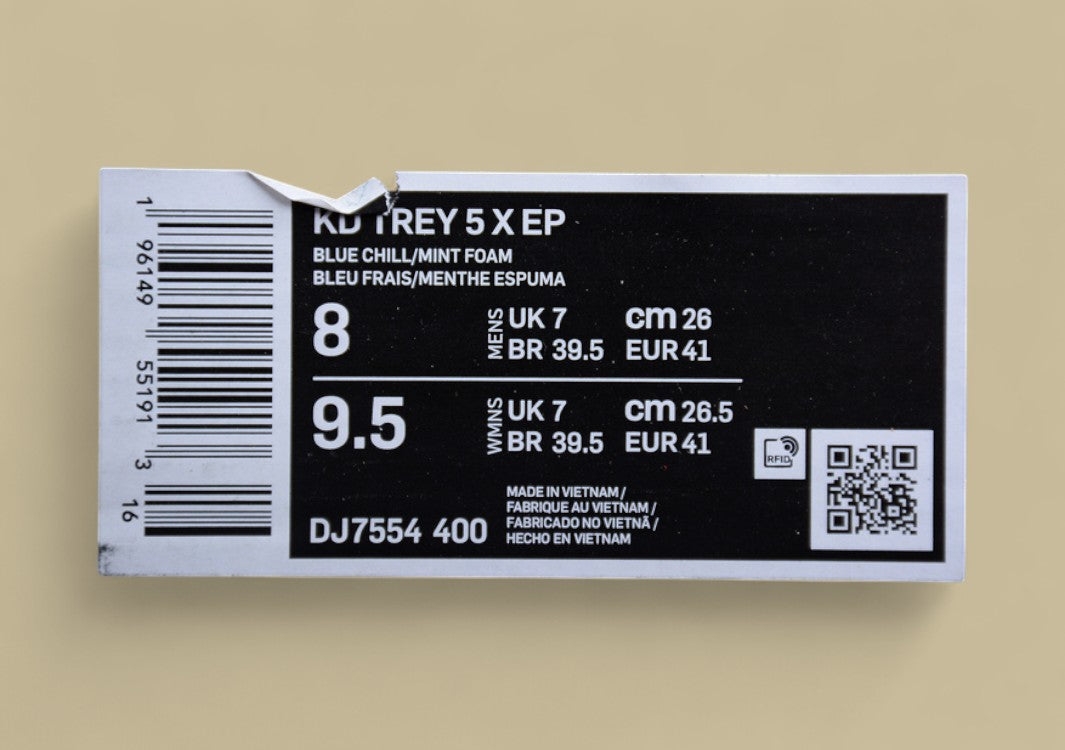 1 96149 55191 3
16
KD TREY 5 X EP
BLUE CHILL/MINT FOAM
BLEU FRAIS/MENTHE ESPUMA
8
MENS
UK 7 cm 26
BR 39.5 EUR 41
9.5
WMNS
UK 7 cm 26.5
BR 39.5 EUR 41
RFID
DJ7554 400
MADE IN VIETNAM /
FABRIQUE AU VIETNAM /
FABRICADO NO VIETNÃ /
HECHO EN VIETNAM